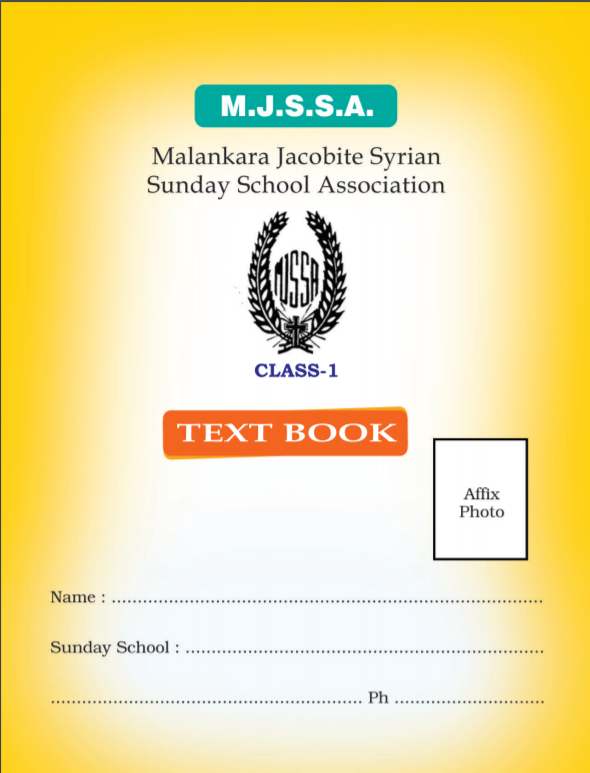 M.J.S.S.A.
Malankara Jacobite Syrian
Sunday School Association
MJSSA
CLASS-1
TEXT BOOK
Affix
Photo
Name : ....................................................................................
Sunday School : .....................................................................
............................................................ Ph .............................